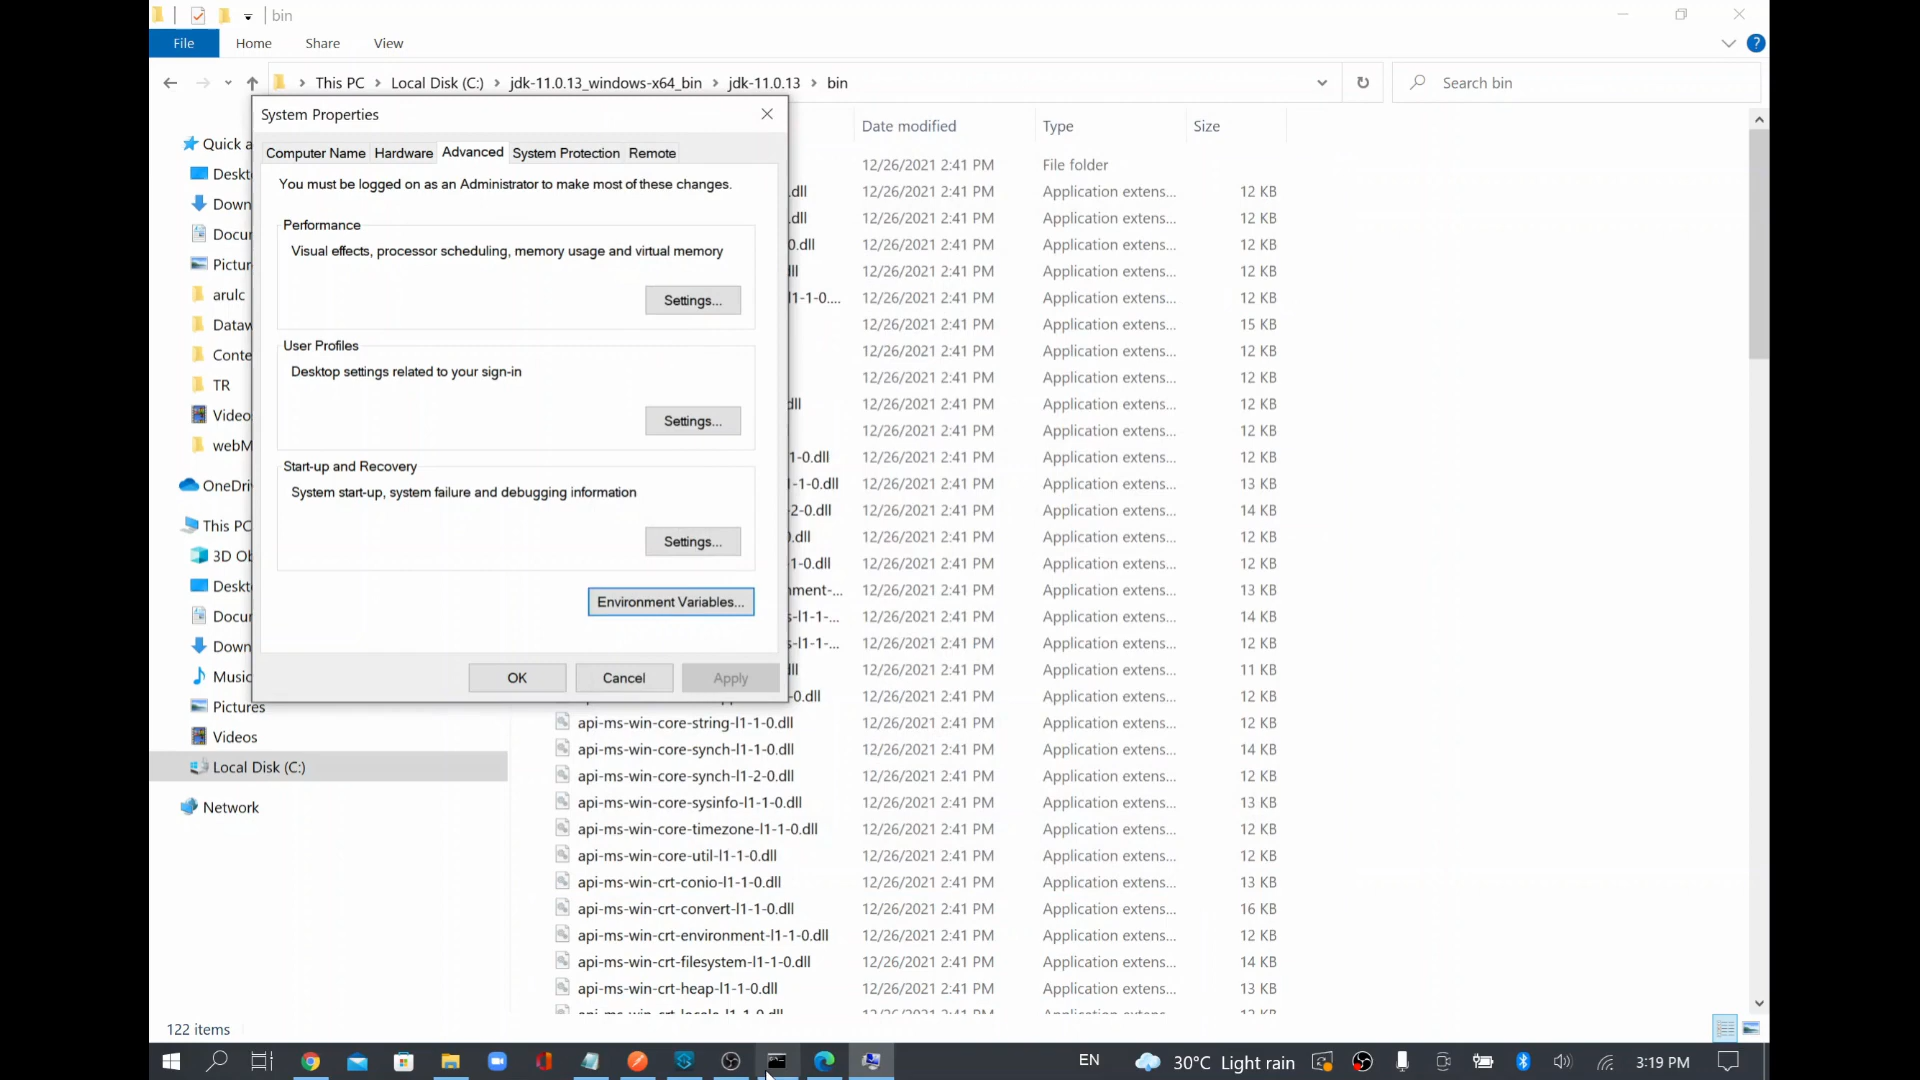 bin
File Home Share View
This PC Local Disk (C:) jdk-11.0.13_windows-x64_bin jdk-11.0.13 bin
Search bin
System Properties
Computer Name Hardware Advanced System Protection Remote
You must be logged on as an Administrator to make most of these changes.
Performance
Visual effects, processor scheduling, memory usage and virtual memory
Settings...
User Profiles
Desktop settings related to your sign-in
Settings...
Start-up and Recovery
System start-up, system failure and debugging information
Settings...
Environment Variables...
OK Cancel Apply
Quick a
Deskt
Down
Docur
Pictur
arulc
Dataw
Conte
TR
Video
webM
OneDri
This PC
3D Ob
Deskt
Docum
Down
Music
Pictures
Videos
Local Disk (C:)
Network
Date modified Type Size
12/26/2021 2:41 PM File folder
.dll 12/26/2021 2:41 PM Application extens... 12 KB
.dll 12/26/2021 2:41 PM Application extens... 12 KB
0.dll 12/26/2021 2:41 PM Application extens... 12 KB
ll 12/26/2021 2:41 PM Application extens... 12 KB
l1-1-0.... 12/26/2021 2:41 PM Application extens... 12 KB
12/26/2021 2:41 PM Application extens... 15 KB
12/26/2021 2:41 PM Application extens... 12 KB
12/26/2021 2:41 PM Application extens... 12 KB
dll 12/26/2021 2:41 PM Application extens... 12 KB
12/26/2021 2:41 PM Application extens... 12 KB
1-0.dll 12/26/2021 2:41 PM Application extens... 12 KB
-1-0.dll 12/26/2021 2:41 PM Application extens... 13 KB
-2-0.dll 12/26/2021 2:41 PM Application extens... 14 KB
).dll 12/26/2021 2:41 PM Application extens... 12 KB
-1-0.dll 12/26/2021 2:41 PM Application extens... 12 KB
nment-... 12/26/2021 2:41 PM Application extens... 13 KB
s-l1-1-... 12/26/2021 2:41 PM Application extens... 14 KB
s-l1-1-... 12/26/2021 2:41 PM Application extens... 12 KB
ll 12/26/2021 2:41 PM Application extens... 11 KB
-0.dll 12/26/2021 2:41 PM Application extens... 12 KB
api-ms-win-core-string-l1-1-0.dll 12/26/2021 2:41 PM Application extens... 12 KB
api-ms-win-core-synch-l1-1-0.dll 12/26/2021 2:41 PM Application extens... 14 KB
api-ms-win-core-synch-l1-2-0.dll 12/26/2021 2:41 PM Application extens... 12 KB
api-ms-win-core-sysinfo-l1-1-0.dll 12/26/2021 2:41 PM Application extens... 13 KB
api-ms-win-core-timezone-l1-1-0.dll 12/26/2021 2:41 PM Application extens... 12 KB
api-ms-win-core-util-l1-1-0.dll 12/26/2021 2:41 PM Application extens... 12 KB
api-ms-win-crt-conio-l1-1-0.dll 12/26/2021 2:41 PM Application extens... 13 KB
api-ms-win-crt-convert-l1-1-0.dll 12/26/2021 2:41 PM Application extens... 16 KB
api-ms-win-crt-environment-l1-1-0.dll 12/26/2021 2:41 PM Application extens... 12 KB
api-ms-win-crt-filesystem-l1-1-0.dll 12/26/2021 2:41 PM Application extens... 14 KB
api-ms-win-crt-heap-l1-1-0.dll 12/26/2021 2:41 PM Application extens... 13 KB
122 items
EN 30°C Light rain 3:19 PM